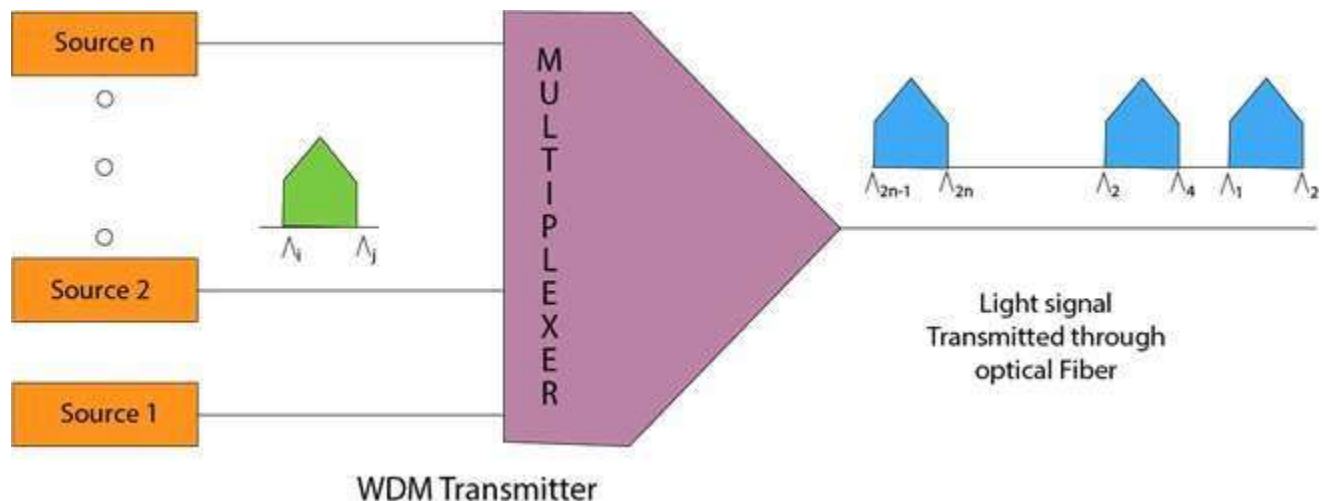 Source n
Source 2
Source 1
Λᵢ Λⱼ
MULTIPLEXER
Λ₂ₙ₋₁ Λ₂ₙ Λ₂ Λ₄ Λ₁ Λ₂
Light signal
Transmitted through
optical Fiber
WDM Transmitter